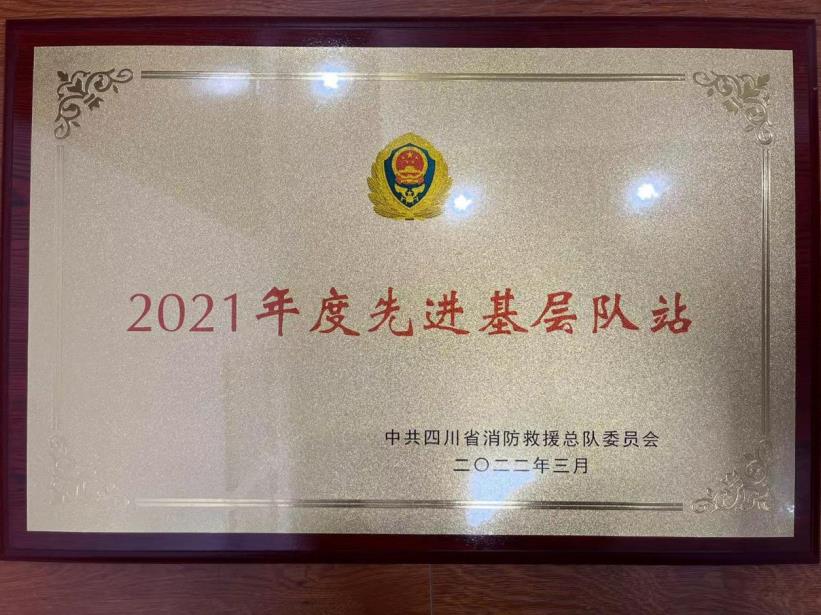 2021年度先进基层队站
中共四川省消防救援总队委员会
二〇二二年三月